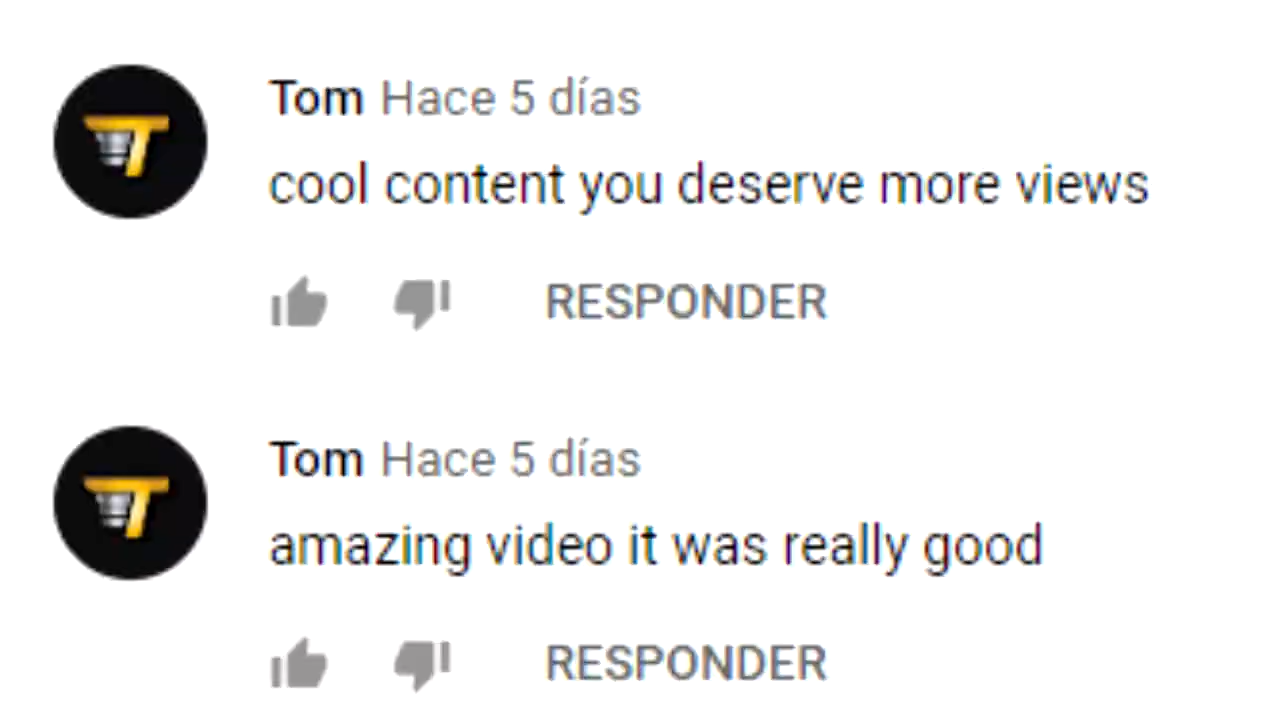 Tom Hace 5 días
cool content you deserve more views
RESPONDER
Tom Hace 5 días
amazing video it was really good
RESPONDER